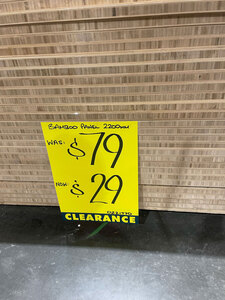 BAMBOO PANEL 2200mm
WAS: $79
NOW: $29
CLEARANCE